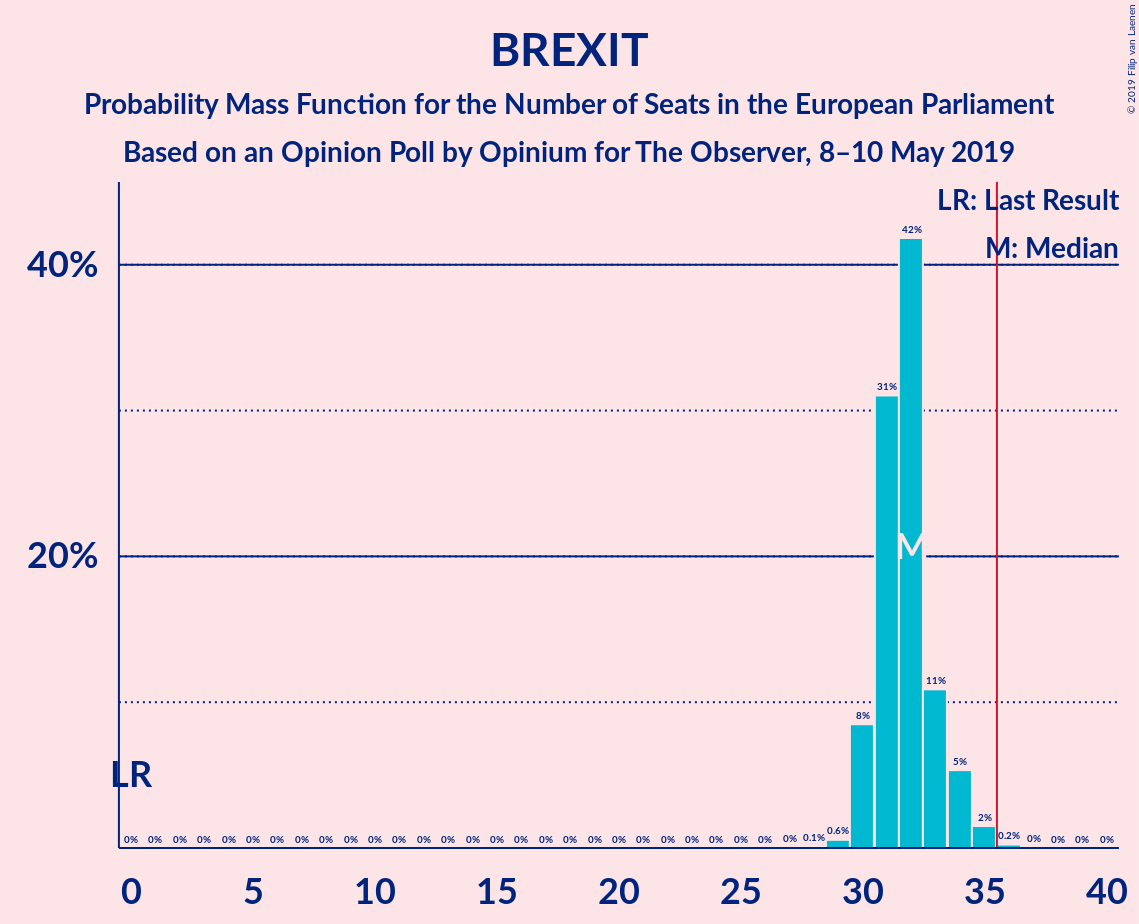 BREXIT
Probability Mass Function for the Number of Seats in the European Parliament
Based on an Opinion Poll by Opinium for The Observer, 8–10 May 2019
© 2019 Filip van Laenen
LR: Last Result
M: Median
40%
20%
42%
31%
M
11%
8%
5%
2%
LR
0% 0% 0% 0% 0% 0% 0% 0% 0% 0% 0% 0% 0% 0% 0% 0% 0% 0% 0% 0% 0% 0% 0% 0% 0% 0% 0% 0% 0.1% 0.6% 0.2% 0% 0% 0% 0%
0 5 10 15 20 25 30 35 40